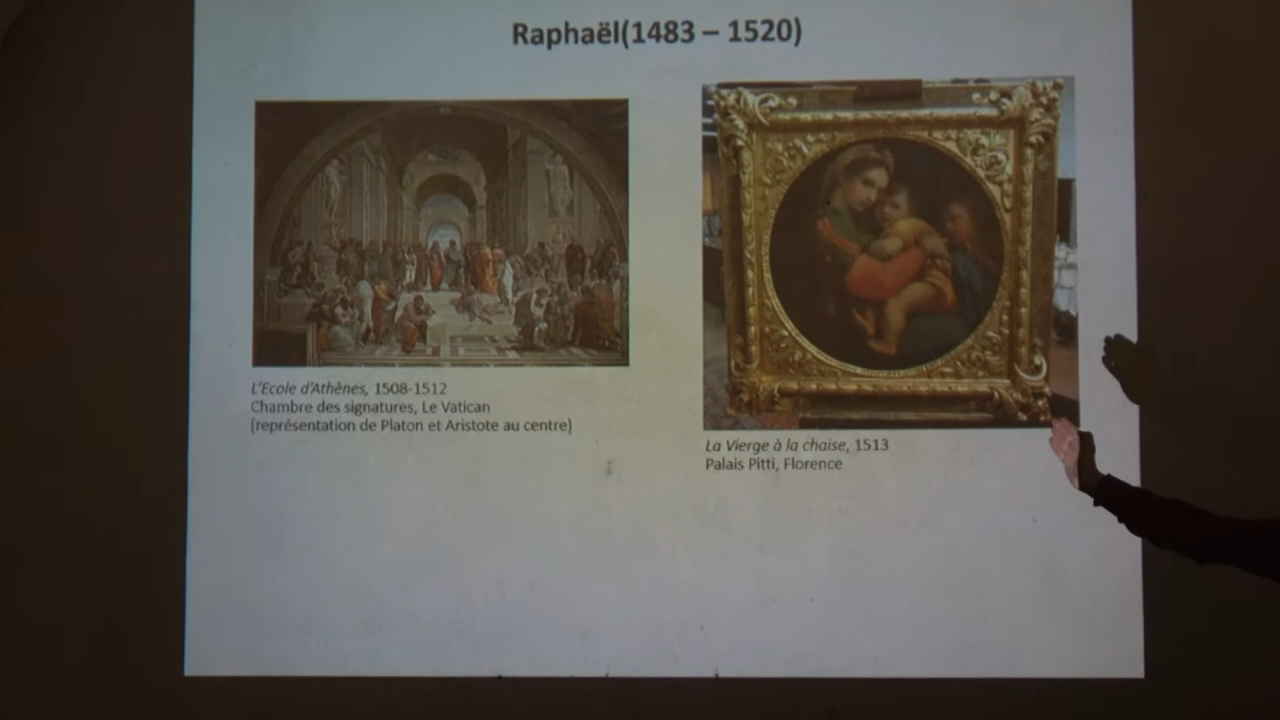 Raphaël(1483 – 1520)
L'Ecole d'Athènes, 1508-1512
Chambre des signatures, Le Vatican
(représentation de Platon et Aristote au centre)
La Vierge à la chaise, 1513
Palais Pitti, Florence